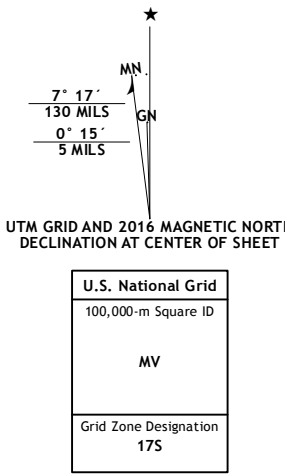 ★
MN
GN
7° 17´
130 MILS
0° 15´
5 MILS
UTM GRID AND 2016 MAGNETIC NORTH
DECLINATION AT CENTER OF SHEET
U.S. National Grid
100,000-m Square ID
MV
Grid Zone Designation
17S